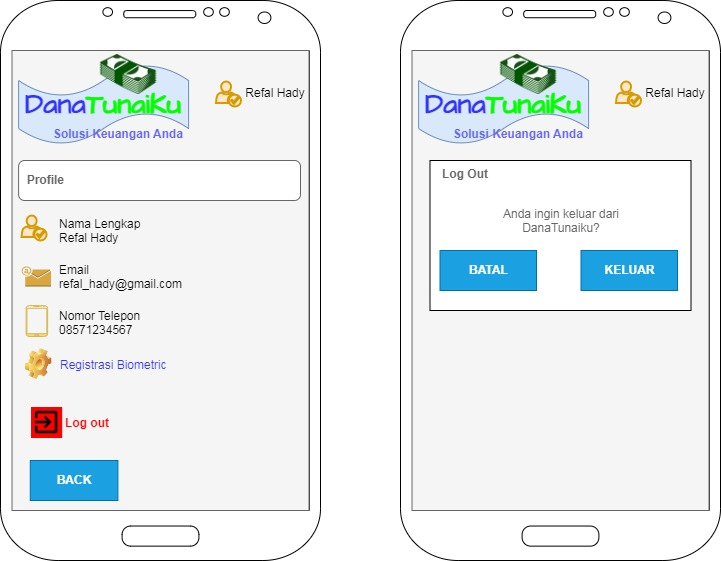 DanaTunaiKu
Solusi Keuangan Anda
Refal Hady
Profile
Nama Lengkap
Refal Hady
@
Email
refal_hady@gmail.com
Nomor Telepon
08571234567
Registrasi Biometric
Log out
BACK
DanaTunaiKu
Solusi Keuangan Anda
Refal Hady
Log Out
Anda ingin keluar dari
DanaTunaiku?
BATAL
KELUAR